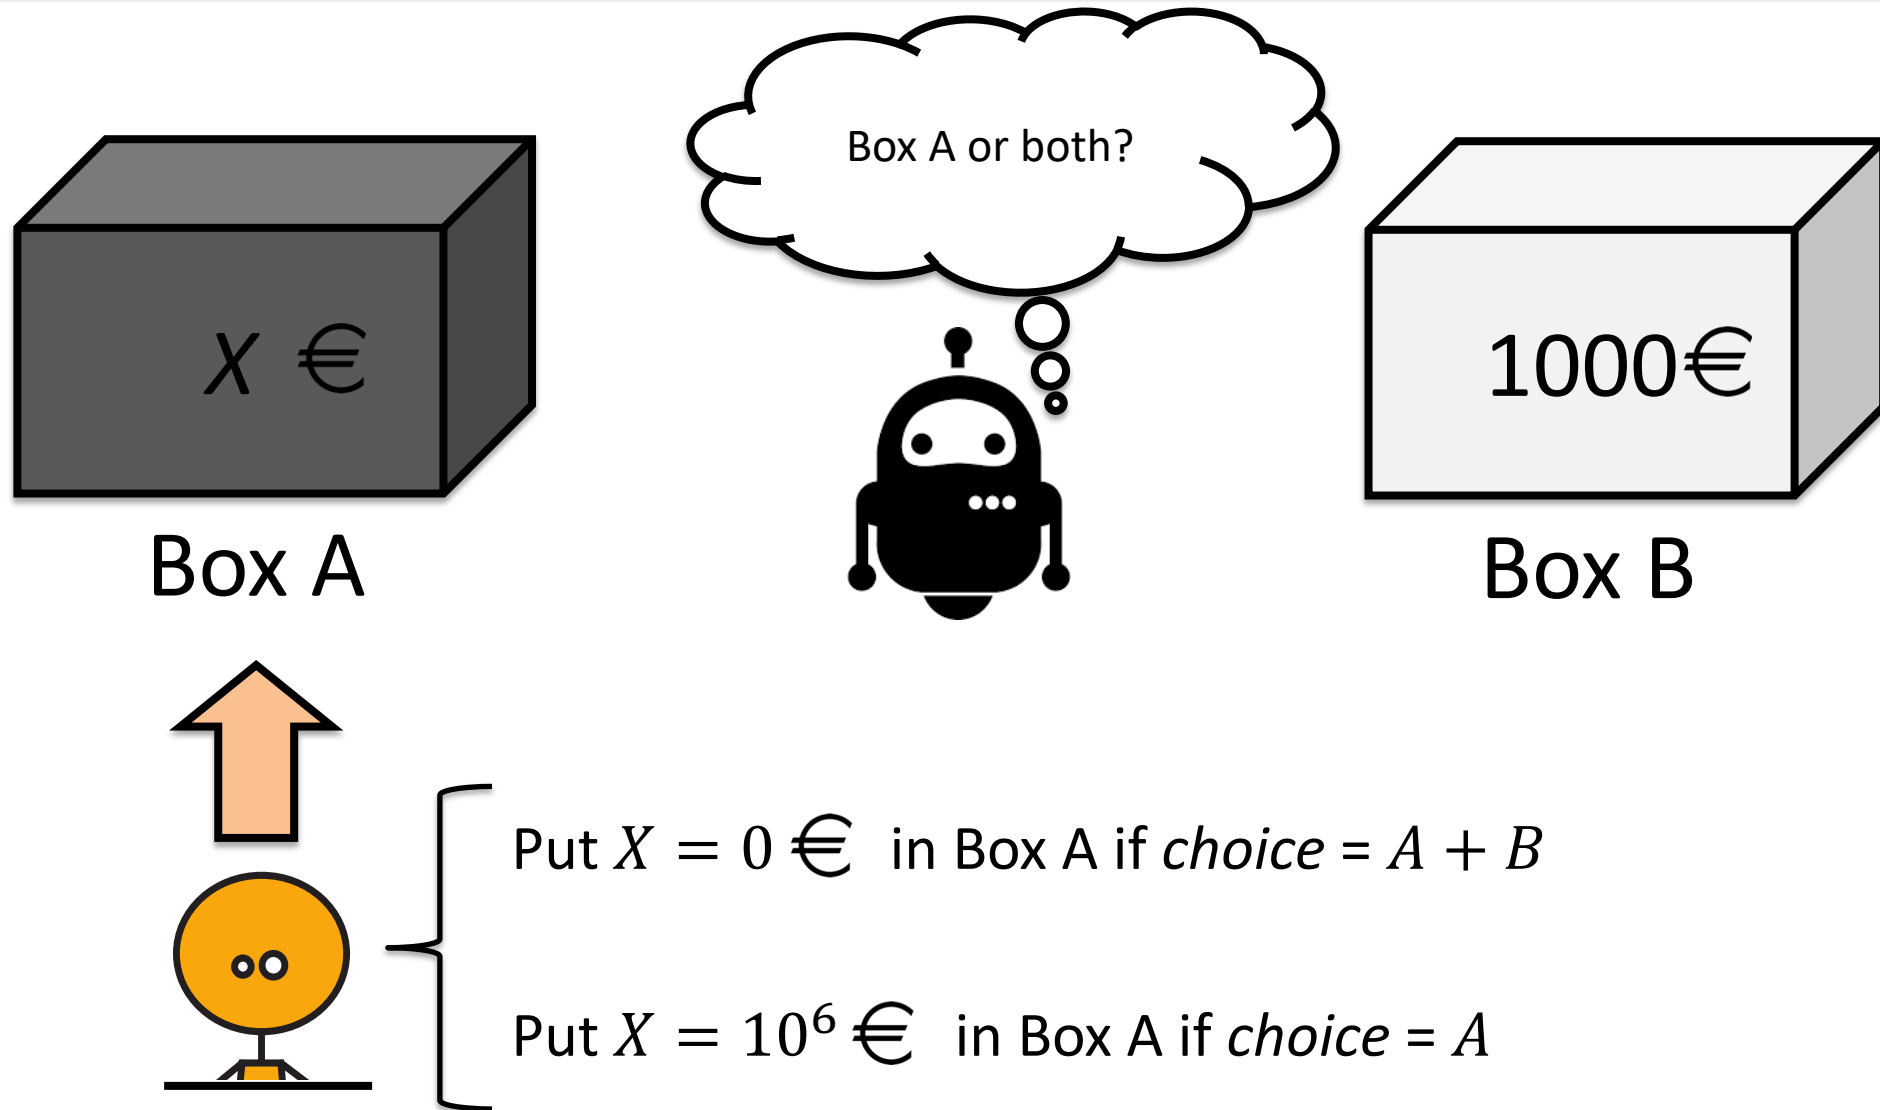 Box A or both?
X €
1000€
Box A
Box B
Put X = 0 € in Box A if choice = A + B
Put X = 10⁶ € in Box A if choice = A